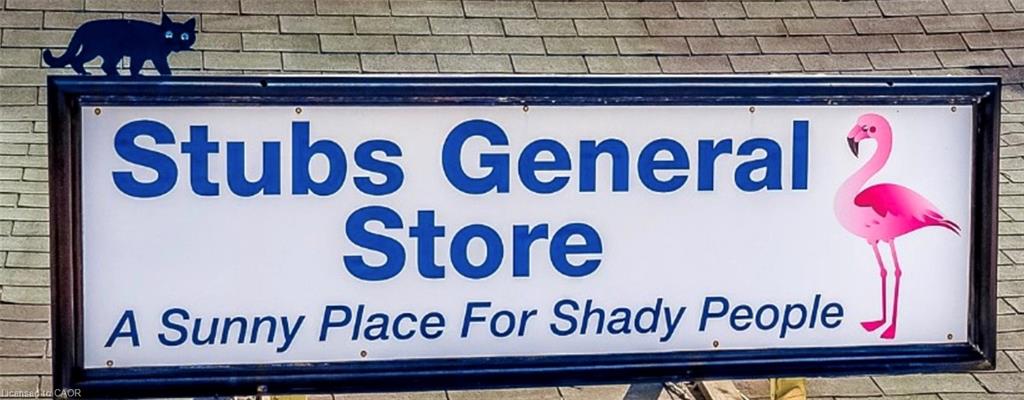 Stubs General
Store
A Sunny Place For Shady People
Licensed to CAOR